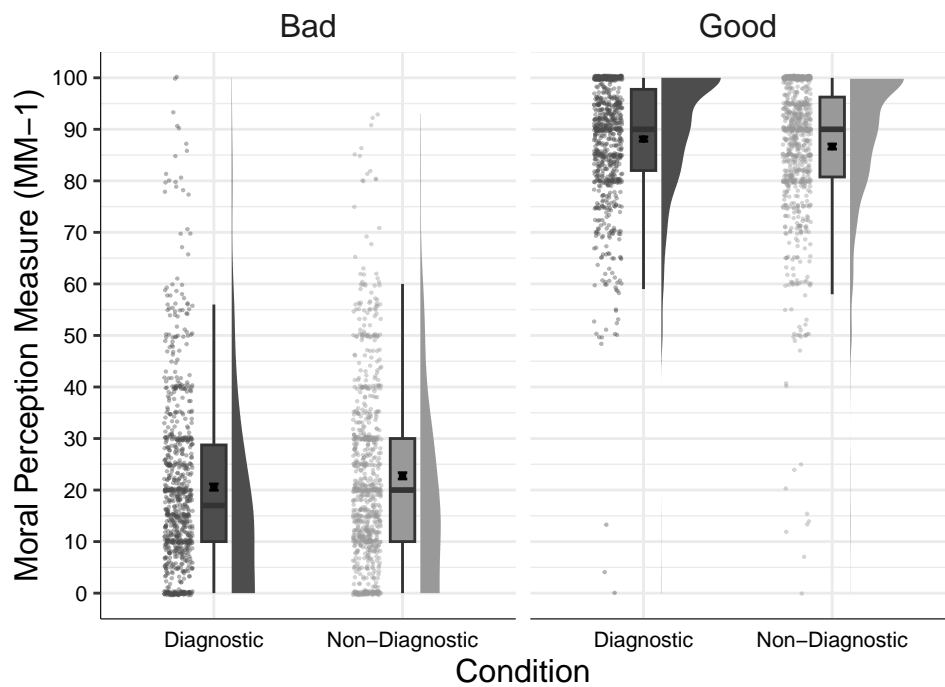 Bad Good
Moral Perception Measure (MM−1)
100
90
80
70
60
50
40
30
20
10
0
Diagnostic Non−Diagnostic Diagnostic Non−Diagnostic
Condition